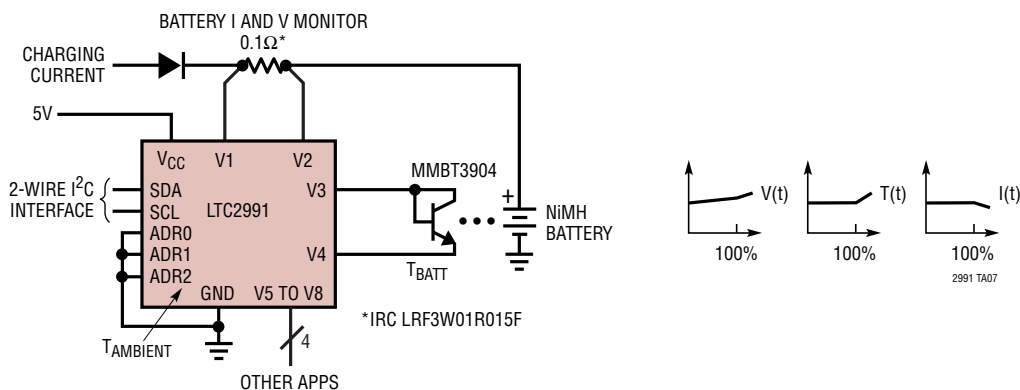 BATTERY I AND V MONITOR
0.1Ω*
CHARGING
CURRENT
5V
VCC
V1
V2
MMBT3904
2-WIRE I²C
INTERFACE
SDA
SCL
LTC2991
V3
+
NiMH
BATTERY
ADR0
ADR1
ADR2
V4
TBATT
GND
V5 TO V8
*IRC LRF3W01R015F
TAMBIENT
4
OTHER APPS
V(t)
100%
T(t)
100%
I(t)
100%
2991 TA07